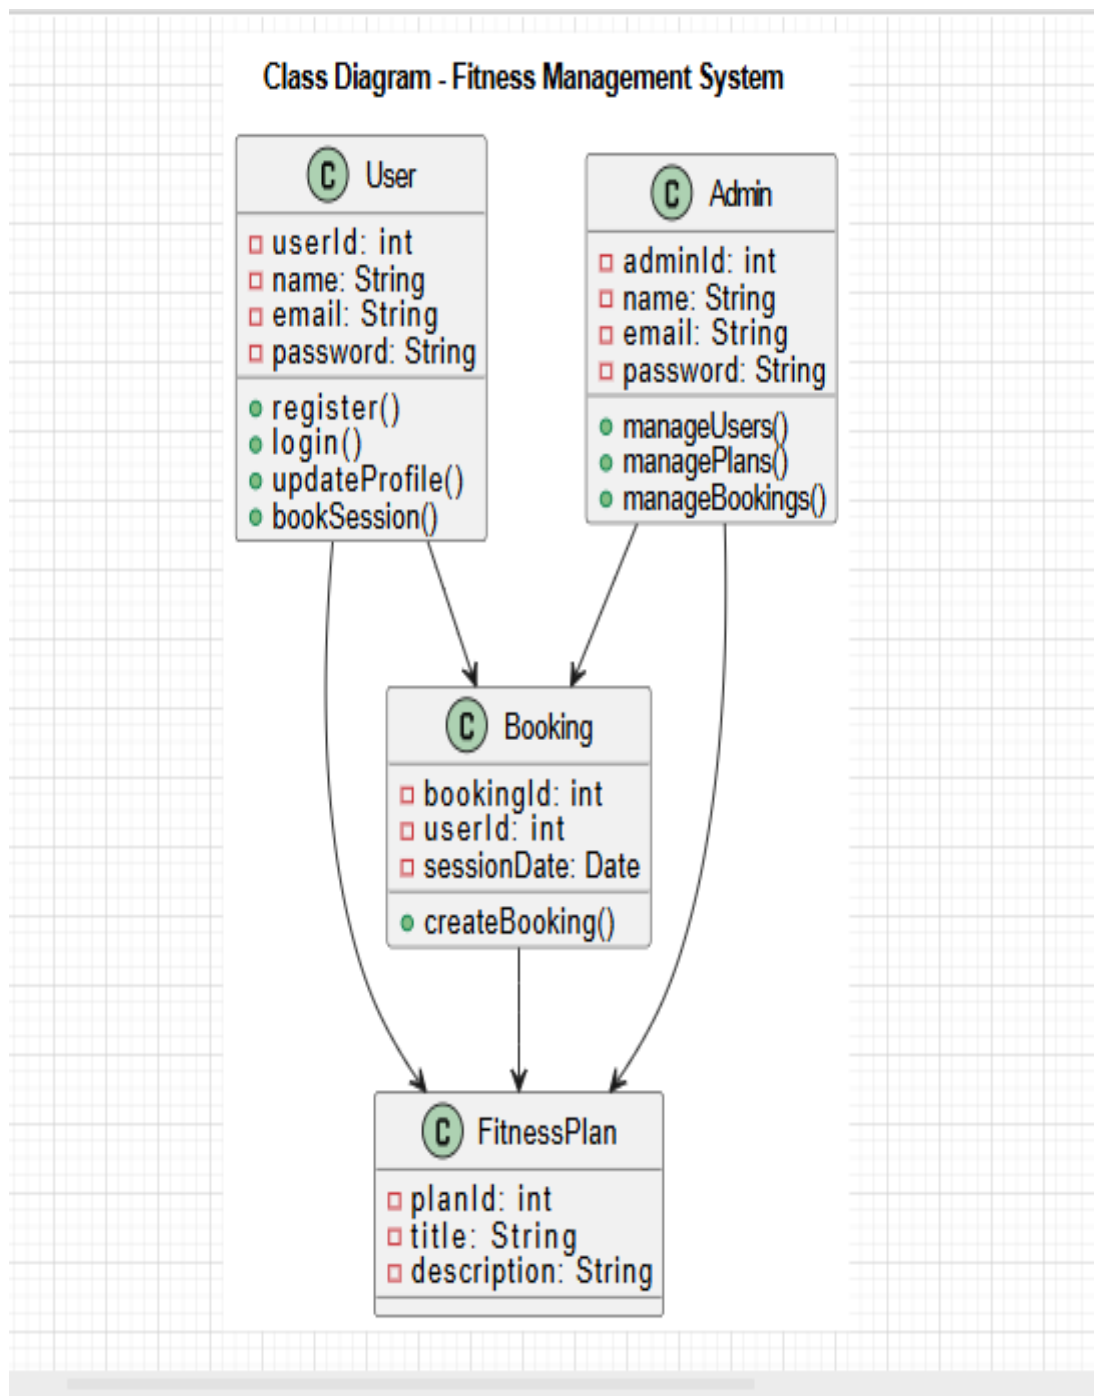 Class Diagram - Fitness Management System
C User
userId: int
name: String
email: String
password: String
register()
login()
updateProfile()
bookSession()
C Admin
adminId: int
name: String
email: String
password: String
manageUsers()
managePlans()
manageBookings()
C Booking
bookingId: int
userId: int
sessionDate: Date
createBooking()
C FitnessPlan
planId: int
title: String
description: String